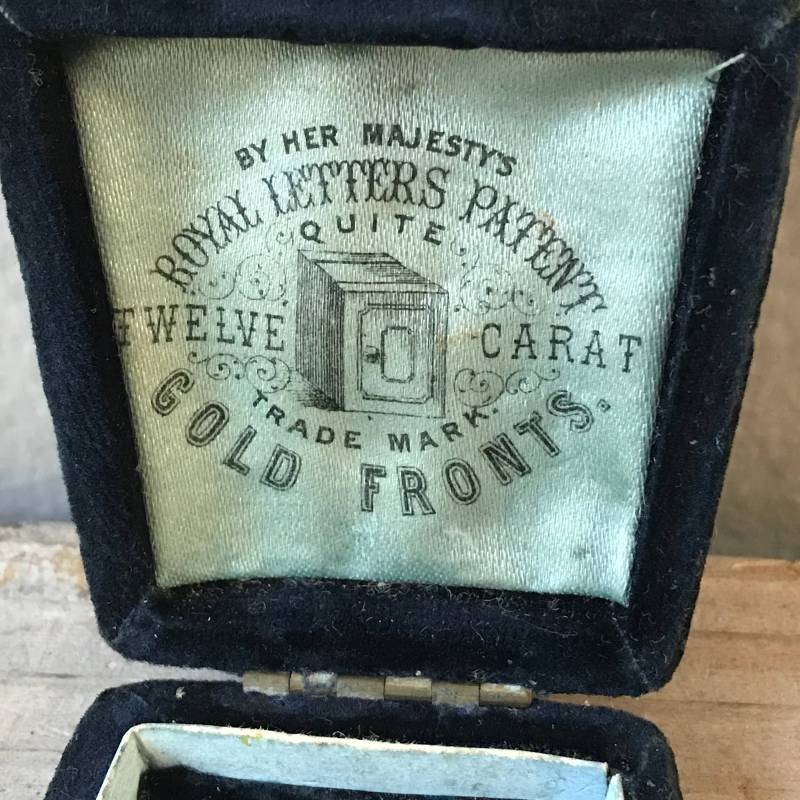 BY HER MAJESTY'S
ROYAL LETTERS PATENT
QUITE
TWELVE CARAT
TRADE MARK.
GOLD FRONTS.